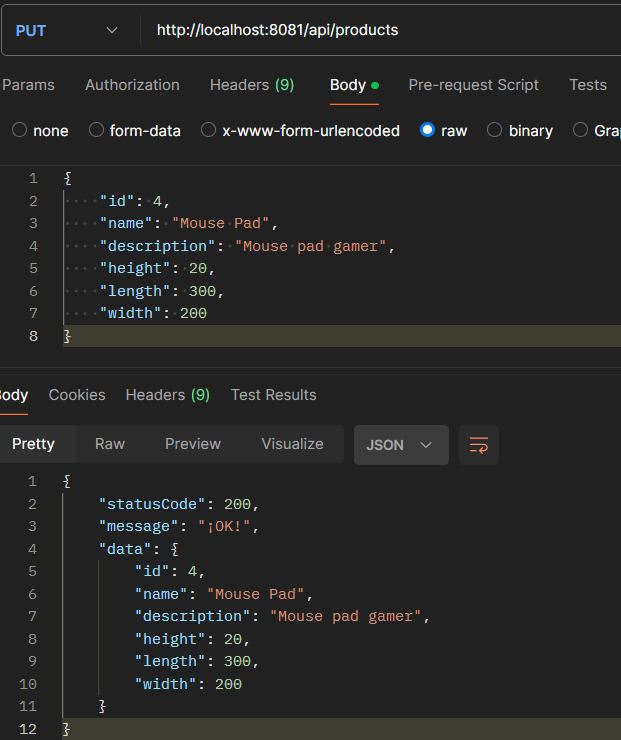 PUT http://localhost:8081/api/products
Params Authorization Headers (9) Body Pre-request Script Tests
none form-data x-www-form-urlencoded raw binary Gra
1 {
2 "id": 4,
3 "name": "Mouse Pad",
4 "description": "Mouse pad gamer",
5 "height": 20,
6 "length": 300,
7 "width": 200
8 }
ody Cookies Headers (9) Test Results
Pretty Raw Preview Visualize JSON
1 {
2 "statusCode": 200,
3 "message": "¡OK!",
4 "data": {
5 "id": 4,
6 "name": "Mouse Pad",
7 "description": "Mouse pad gamer",
8 "height": 20,
9 "length": 300,
10 "width": 200
11 }
12 }